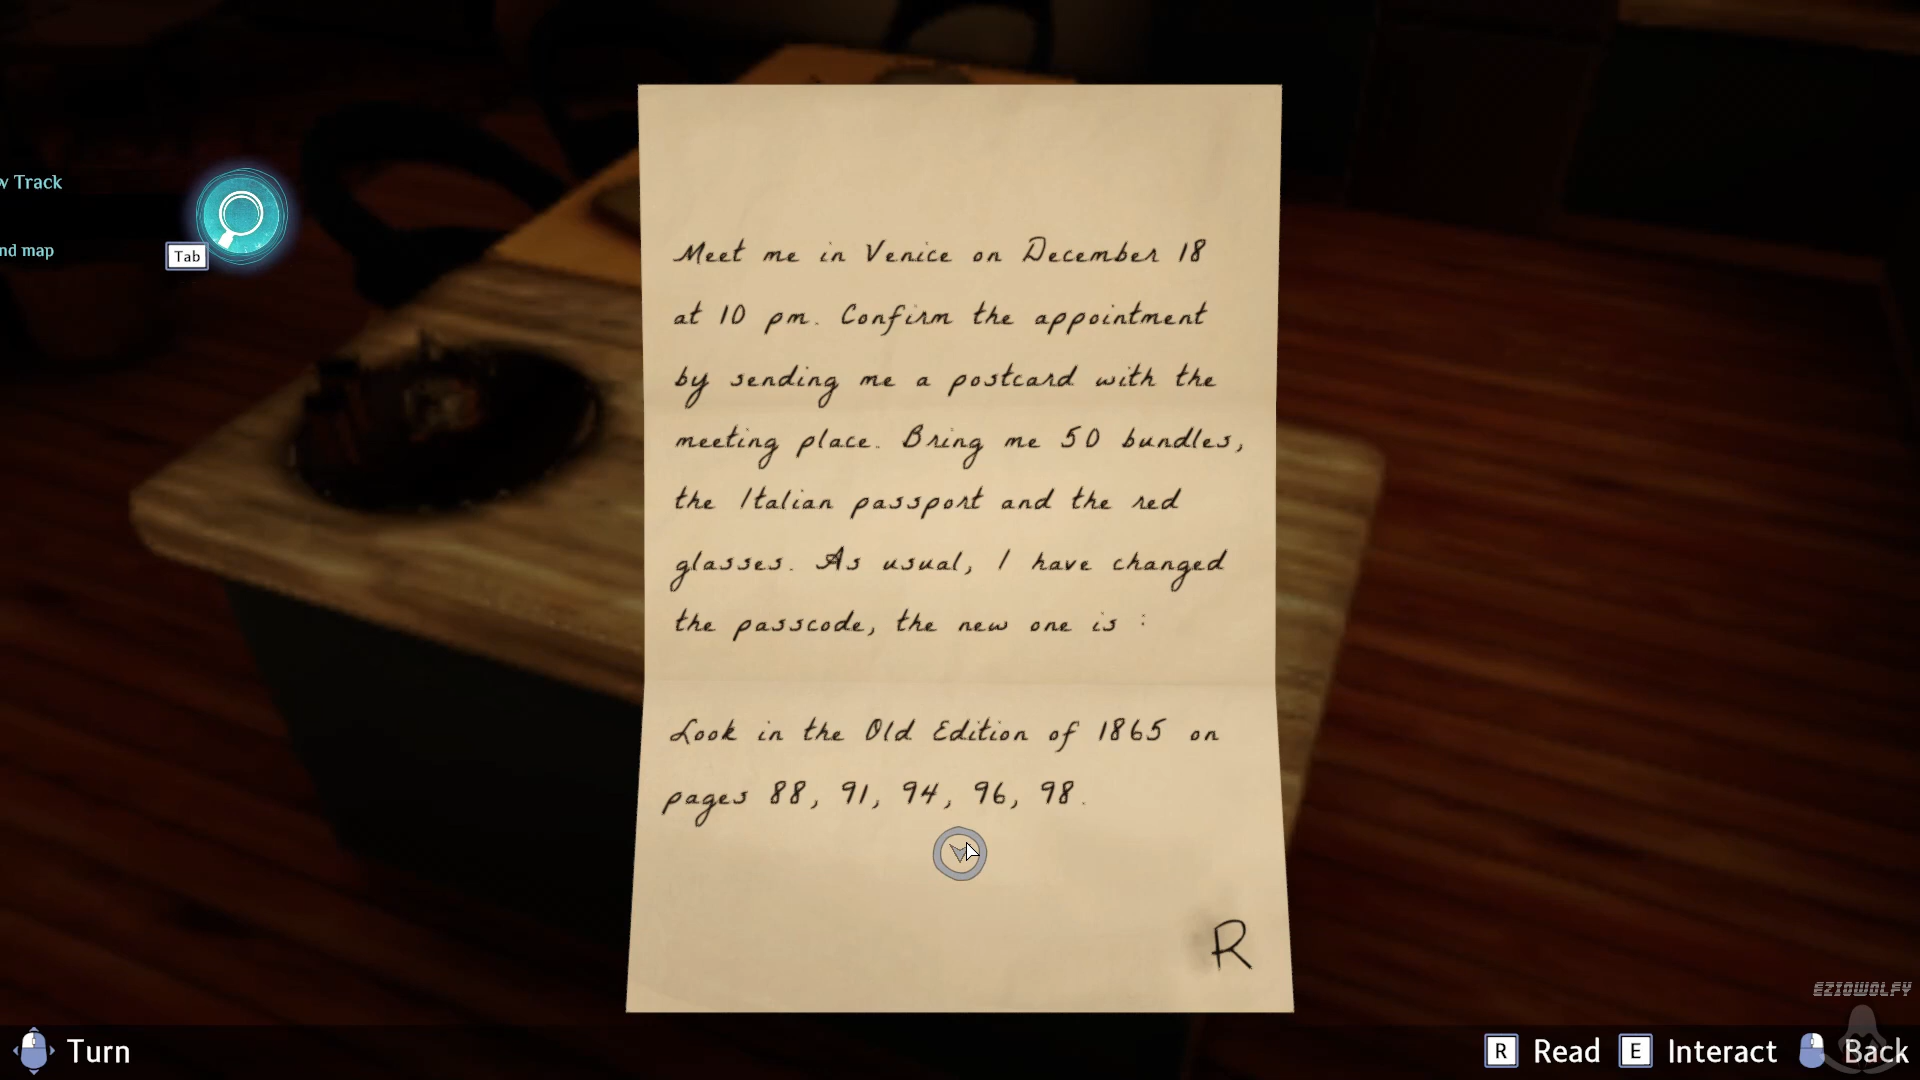 w Track
nd map
Tab
Meet me in Venice on December 18
at 10 pm. Confirm the appointment
by sending me a postcard with the
meeting place. Bring me 50 bundles,
the Italian passport and the red
glasses. As usual, I have changed
the passcode, the new one is :
Look in the Old Edition of 1865 on
pages 88, 91, 94, 96, 98.
R
EZIOWOLFY
Turn
R Read E Interact Back